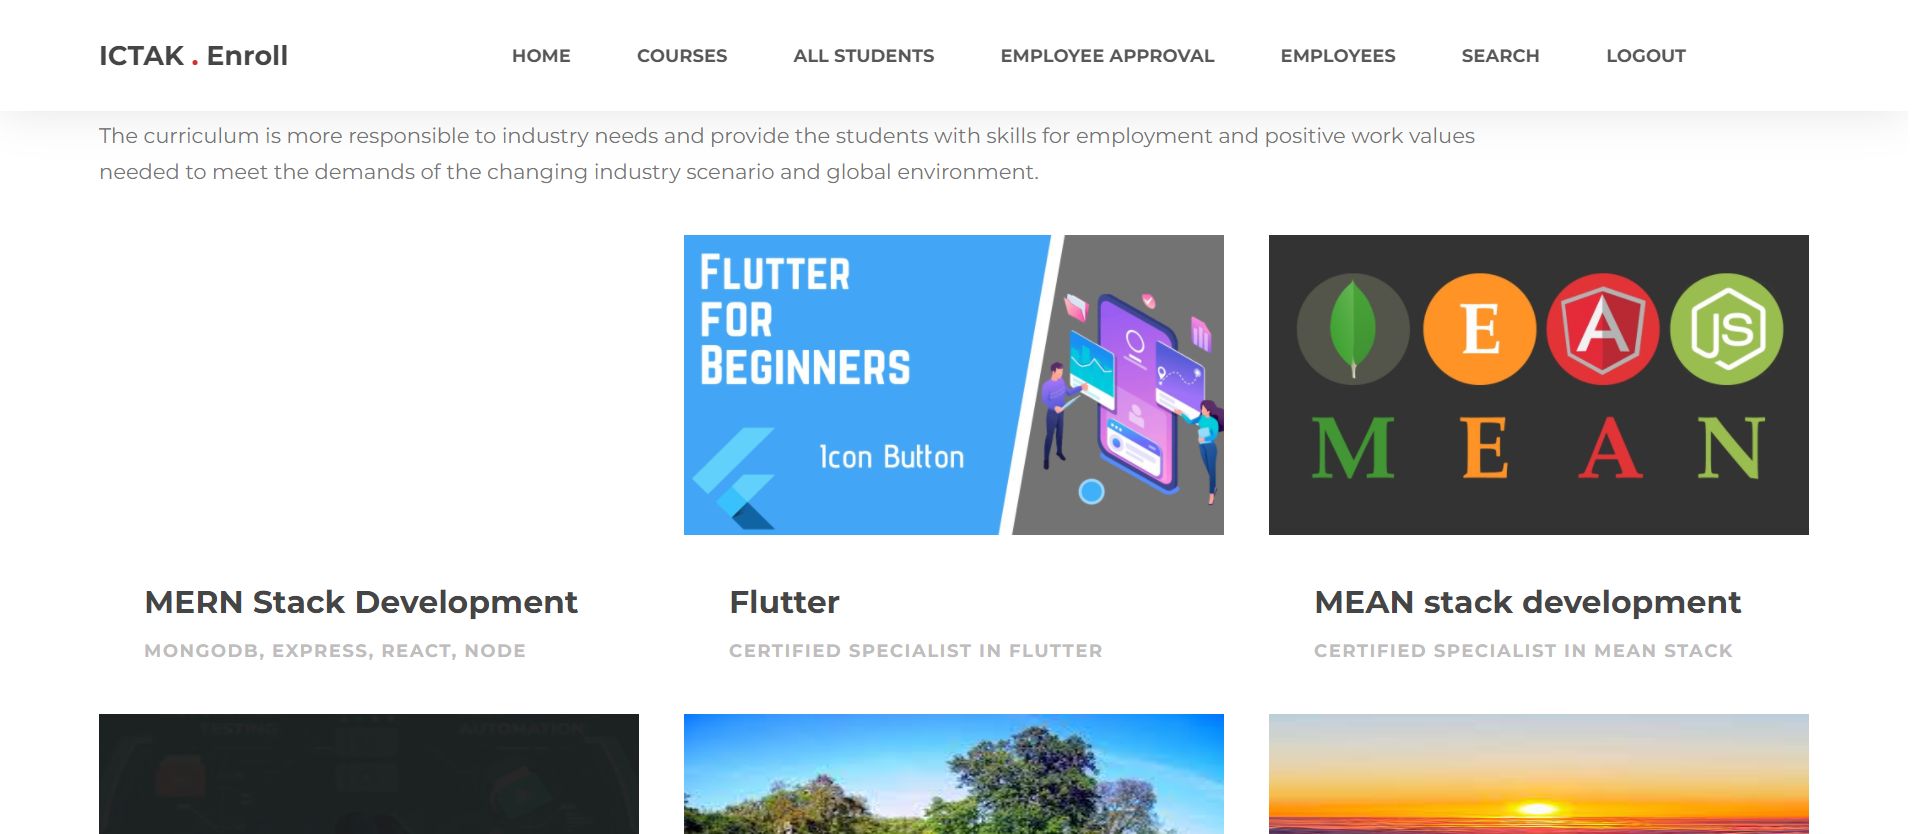 ICTAK . Enroll
HOME
COURSES
ALL STUDENTS
EMPLOYEE APPROVAL
EMPLOYEES
SEARCH
LOGOUT
The curriculum is more responsible to industry needs and provide the students with skills for employment and positive work values
needed to meet the demands of the changing industry scenario and global environment.
FLUTTER
FOR
BEGINNERS
Icon Button
E
A
JS
M E A N
MERN Stack Development
MONGODB, EXPRESS, REACT, NODE
Flutter
CERTIFIED SPECIALIST IN FLUTTER
MEAN stack development
CERTIFIED SPECIALIST IN MEAN STACK
TESTING
AUTOMATION